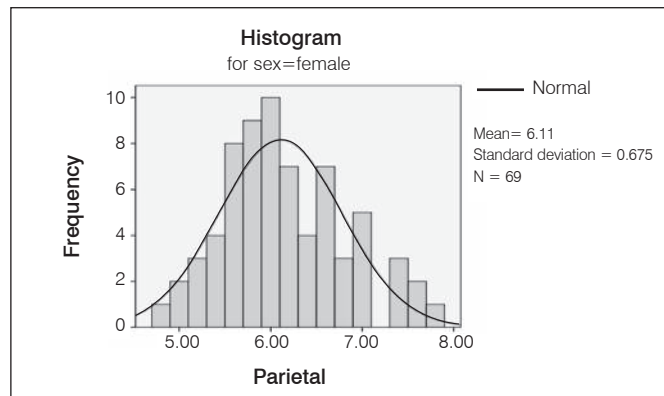 Histogram
for sex=female
Normal
Mean= 6.11
Standard deviation = 0.675
N = 69
Frequency
10
8
6
4
2
0
5.00 6.00 7.00 8.00
Parietal